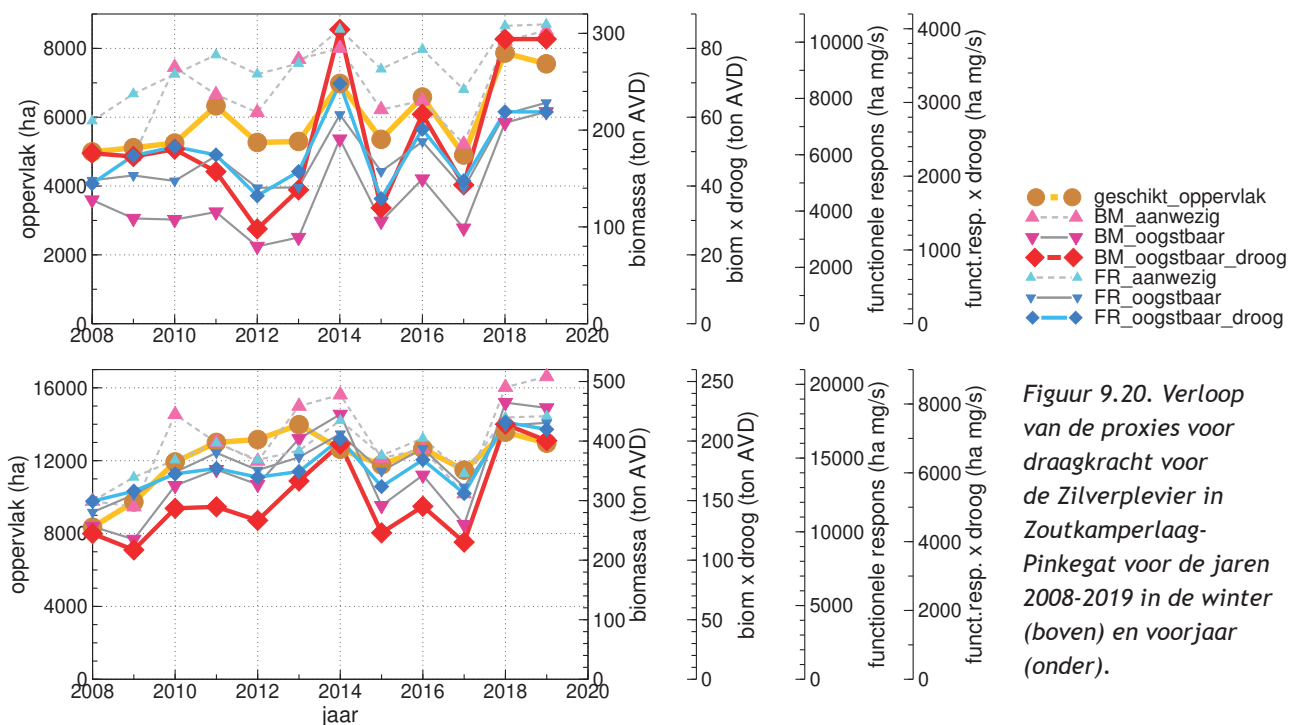 8000
6000
4000
2000
0
oppervlak (ha)
2008 2010 2012 2014 2016 2018 2020
300
200
100
0
biomassa (ton AVD)
80
60
40
20
0
biom x droog (ton AVD)
10000
8000
6000
4000
2000
0
functionele respons (ha mg/s)
4000
3000
2000
1000
0
funct.resp. x droog (ha mg/s)
geschikt_oppervlak
BM_aanwezig
BM_oogstbaar
BM_oogstbaar_droog
FR_aanwezig
FR_oogstbaar
FR_oogstbaar_droog
16000
12000
8000
4000
0
oppervlak (ha)
2008 2010 2012 2014 2016 2018 2020
jaar
500
400
300
200
100
0
biomassa (ton AVD)
250
200
150
100
50
0
biom x droog (ton AVD)
20000
15000
10000
5000
0
functionele respons (ha mg/s)
8000
6000
4000
2000
0
funct.resp. x droog (ha mg/s)
Figuur 9.20. Verloop
van de proxies voor
draagkracht voor
de Zilverplevier in
Zoutkamperlaag-
Pinkegat voor de jaren
2008-2019 in de winter
(boven) en voorjaar
(onder).